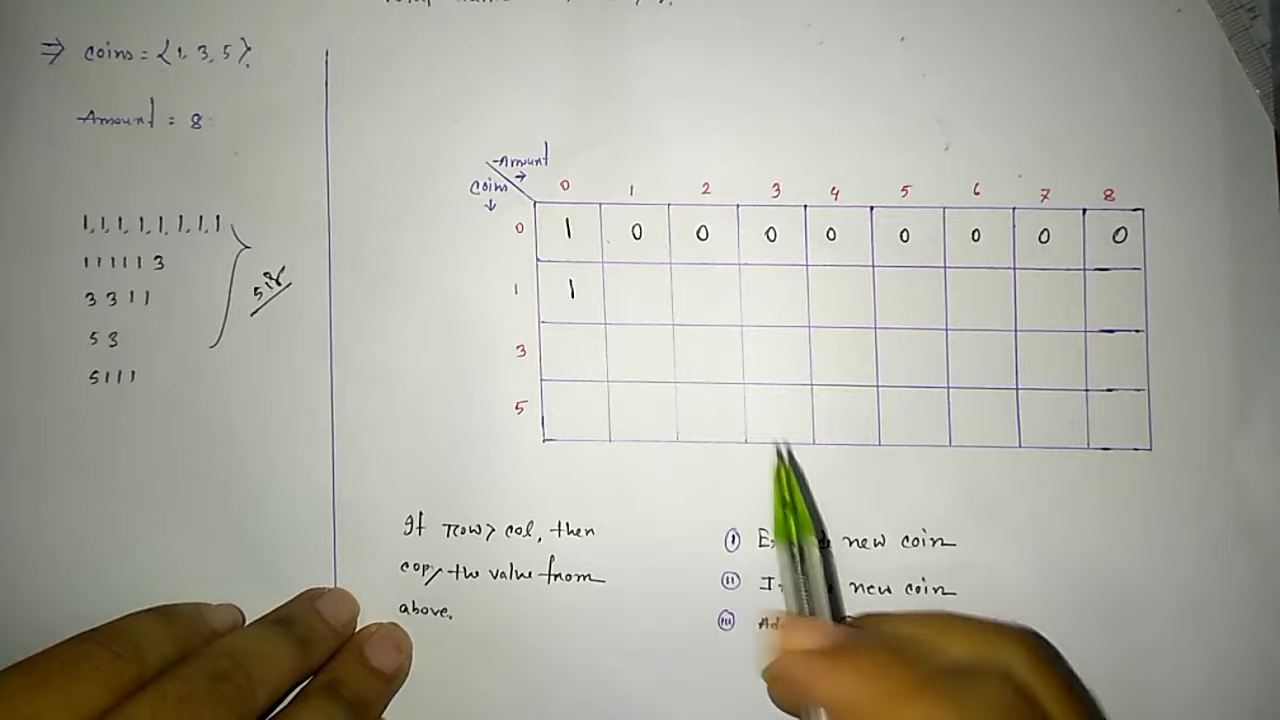 ⇒ coins = {1, 3, 5}.
Amount = 8
1, 1, 1, 1, 1, 1, 1, 1
1 1 1 1 1 3
3 3 1 1
5 3
5 1 1 1
Amount →
coins ↓
0 1 2 3 4 5 6 7 8
0 1 0 0 0 0 0 0 0 0
1 1
3
5
If row > col, then
copy the value from
above.
(I) new coin
(II) new coin
(III)